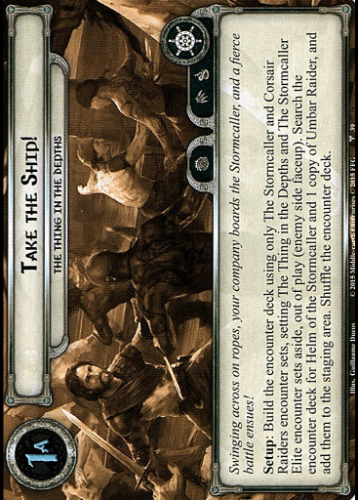 1A
TAKE THE SHIP!
THE THING IN THE DEPTHS
Swinging across on ropes, your company boards the Stormcaller, and a fierce
battle ensues!
Setup: Build the encounter deck using only The Stormcaller and Corsair
Raiders encounter sets, setting The Thing in the Depths and The Stormcaller
Elite encounter sets aside, out of play (enemy side faceup). Search the
encounter deck for Helm of the Stormcaller and 1 copy of Umbar Raider, and
add them to the staging area. Shuffle the encounter deck.
Illus. Guillaume Ducos © 2015 Middle-earth Enterprises © 2015 FFG 39